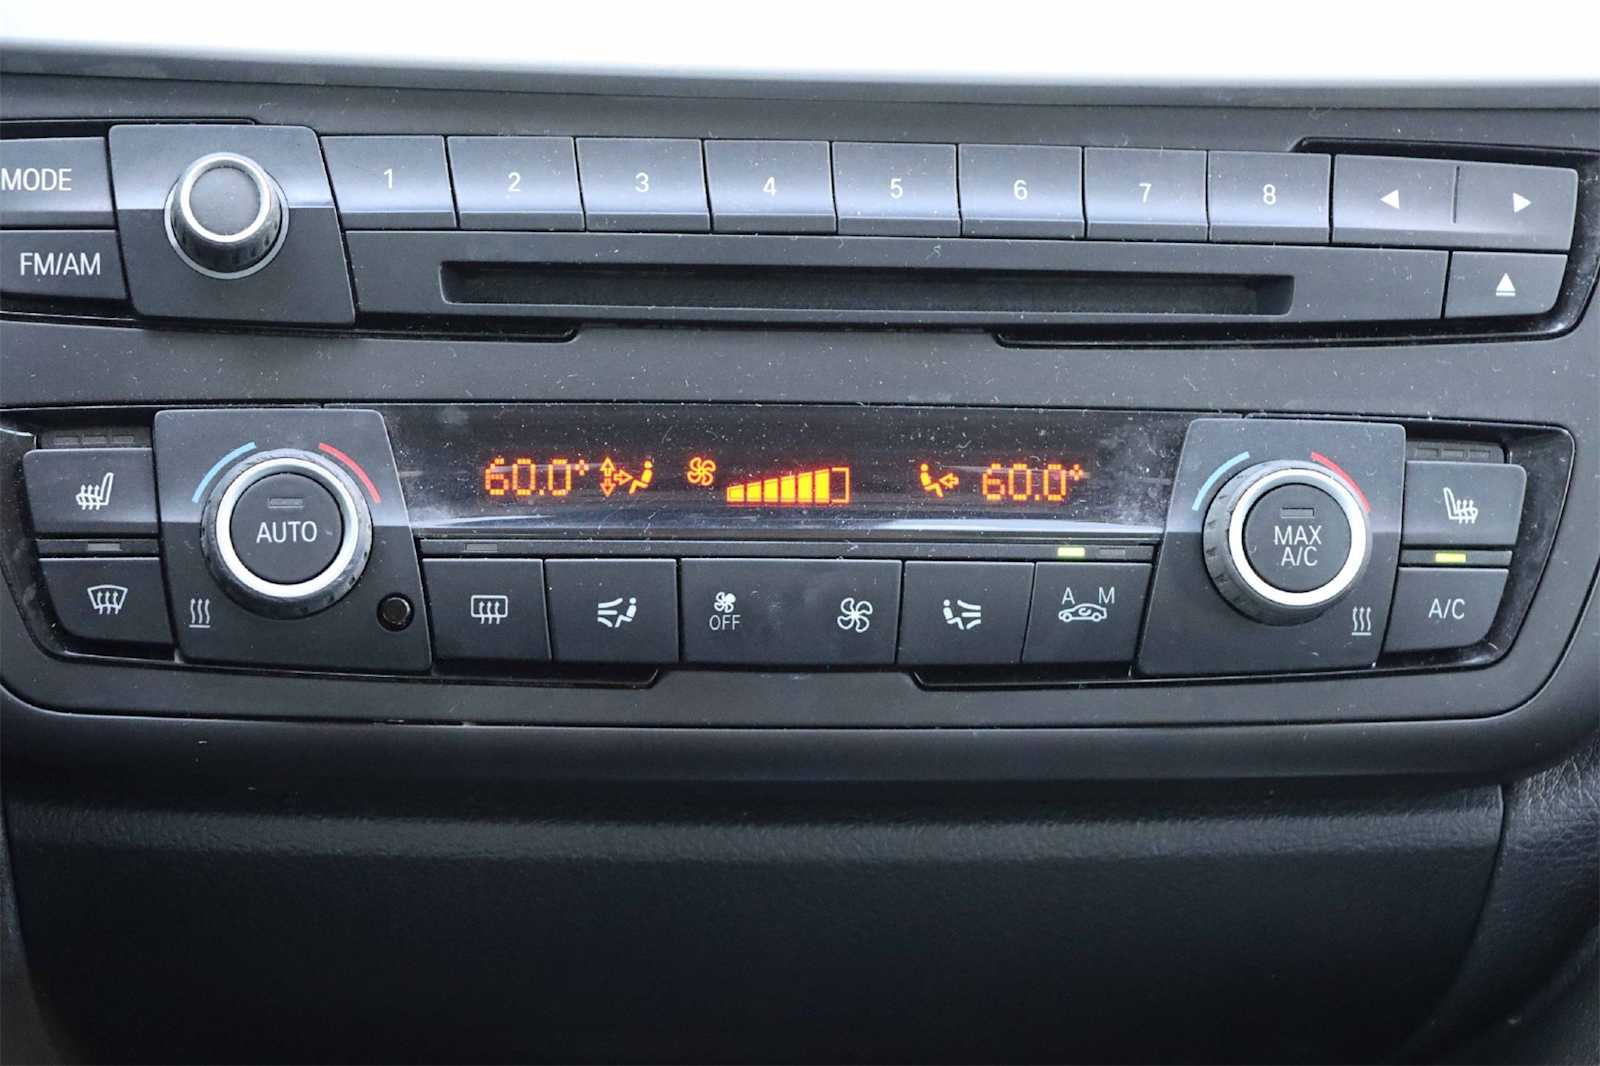 MODE
1 2 3 4 5 6 7 8
FM/AM
60.0°
60.0°
AUTO
MAX
A/C
OFF
A M
A/C